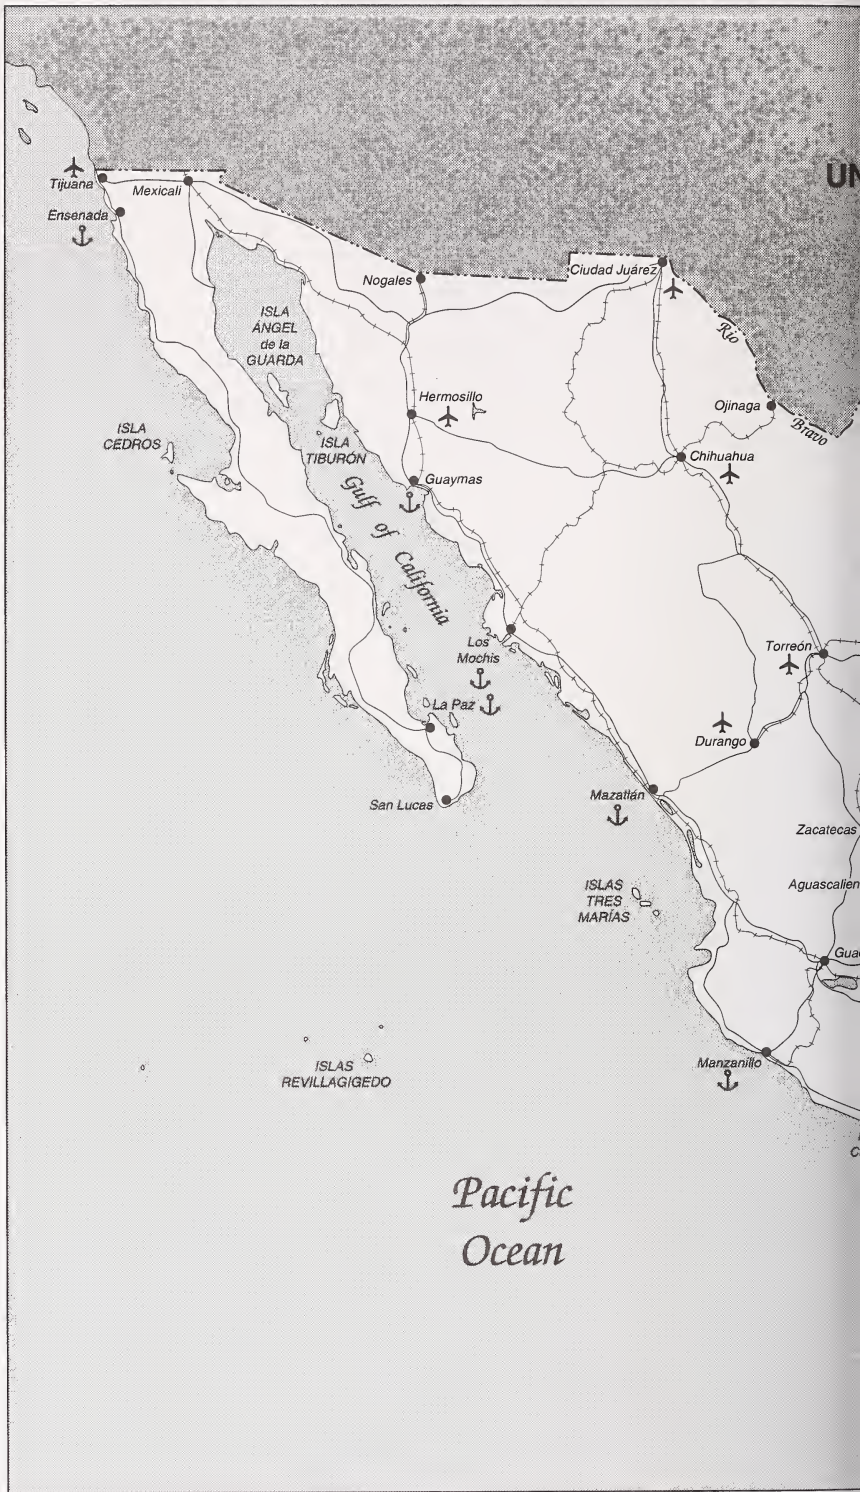 UN
Tijuana
Mexicali
Ensenada
Nogales
Ciudad Juárez
ISLA
ÁNGEL
de la
GUARDA
Rio
Bravo
Hermosillo
Ojinaga
ISLA
CEDROS
ISLA
TIBURÓN
Chihuahua
Guaymas
Gulf of California
Los
Mochis
Torreón
La Paz
Durango
San Lucas
Mazatlán
Zacatecas
Aguascalien
ISLAS
TRES
MARÍAS
Gua
ISLAS
REVILLAGIGEDO
Manzanillo
Pacific
Ocean